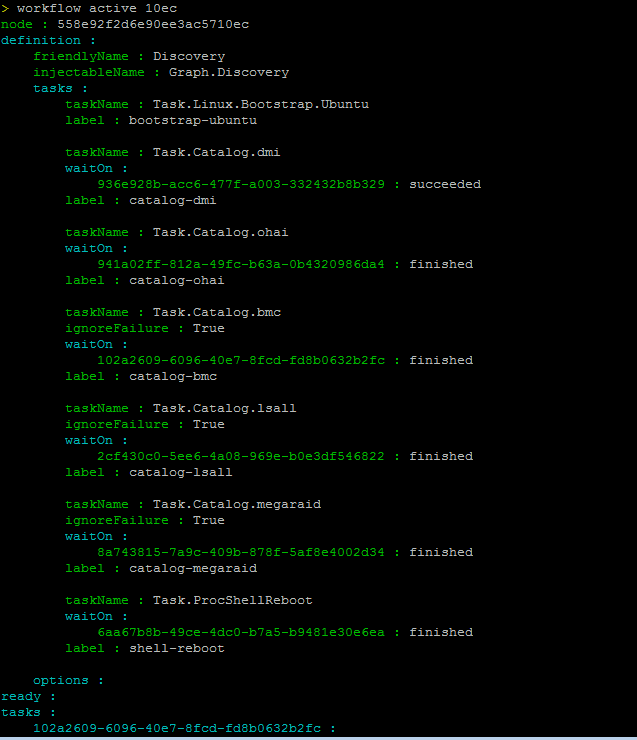 > workflow active 10ec
node : 558e92f2d6e90ee3ac5710ec
definition :
    friendlyName : Discovery
    injectableName : Graph.Discovery
    tasks :
        taskName : Task.Linux.Bootstrap.Ubuntu
        label : bootstrap-ubuntu

        taskName : Task.Catalog.dmi
        waitOn :
            936e928b-acc6-477f-a003-332432b8b329 : succeeded
        label : catalog-dmi

        taskName : Task.Catalog.ohai
        waitOn :
            941a02ff-812a-49fc-b63a-0b4320986da4 : finished
        label : catalog-ohai

        taskName : Task.Catalog.bmc
        ignoreFailure : True
        waitOn :
            102a2609-6096-40e7-8fcd-fd8b0632b2fc : finished
        label : catalog-bmc

        taskName : Task.Catalog.lsall
        ignoreFailure : True
        waitOn :
            2cf430c0-5ee6-4a08-969e-b0e3df546822 : finished
        label : catalog-lsall

        taskName : Task.Catalog.megaraid
        ignoreFailure : True
        waitOn :
            8a743815-7a9c-409b-878f-5af8e4002d34 : finished
        label : catalog-megaraid

        taskName : Task.ProcShellReboot
        waitOn :
            6aa67b8b-49ce-4dc0-b7a5-b9481e30e6ea : finished
        label : shell-reboot

    options :
ready :
tasks :
    102a2609-6096-40e7-8fcd-fd8b0632b2fc :